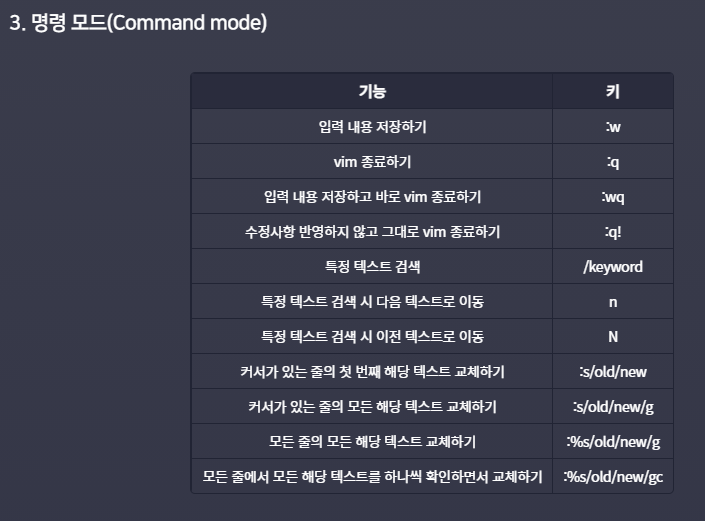 3. 명령 모드(Command mode)
기능 키
입력 내용 저장하기 :w
vim 종료하기 :q
입력 내용 저장하고 바로 vim 종료하기 :wq
수정사항 반영하지 않고 그대로 vim 종료하기 :q!
특정 텍스트 검색 /keyword
특정 텍스트 검색 시 다음 텍스트로 이동 n
특정 텍스트 검색 시 이전 텍스트로 이동 N
커서가 있는 줄의 첫 번째 해당 텍스트 교체하기 :s/old/new
커서가 있는 줄의 모든 해당 텍스트 교체하기 :s/old/new/g
모든 줄의 모든 해당 텍스트 교체하기 :%s/old/new/g
모든 줄에서 모든 해당 텍스트를 하나씩 확인하면서 교체하기 :%s/old/new/gc